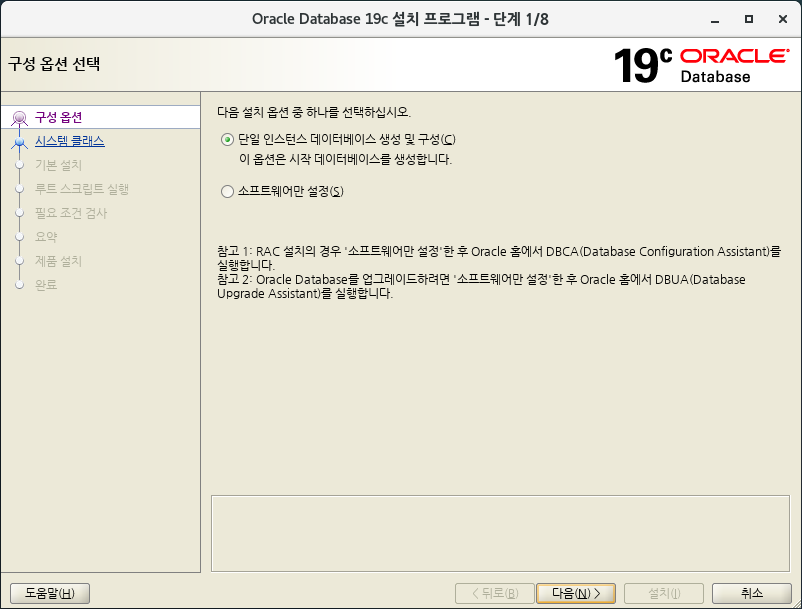 Oracle Database 19c 설치 프로그램 - 단계 1/8
구성 옵션 선택
19c ORACLE
Database
구성 옵션
시스템 클래스
기본 설치
루트 스크립트 실행
필요 조건 검사
요약
제품 설치
완료
다음 설치 옵션 중 하나를 선택하십시오.
단일 인스턴스 데이터베이스 생성 및 구성(C)
이 옵션은 시작 데이터베이스를 생성합니다.
소프트웨어만 설정(S)
참고 1: RAC 설치의 경우 '소프트웨어만 설정'한 후 Oracle 홈에서 DBCA(Database Configuration Assistant)를
실행합니다.
참고 2: Oracle Database를 업그레이드하려면 '소프트웨어만 설정'한 후 Oracle 홈에서 DBUA(Database
Upgrade Assistant)를 실행합니다.
도움말(H)
< 뒤로(B)
다음(N) >
설치(I)
취소